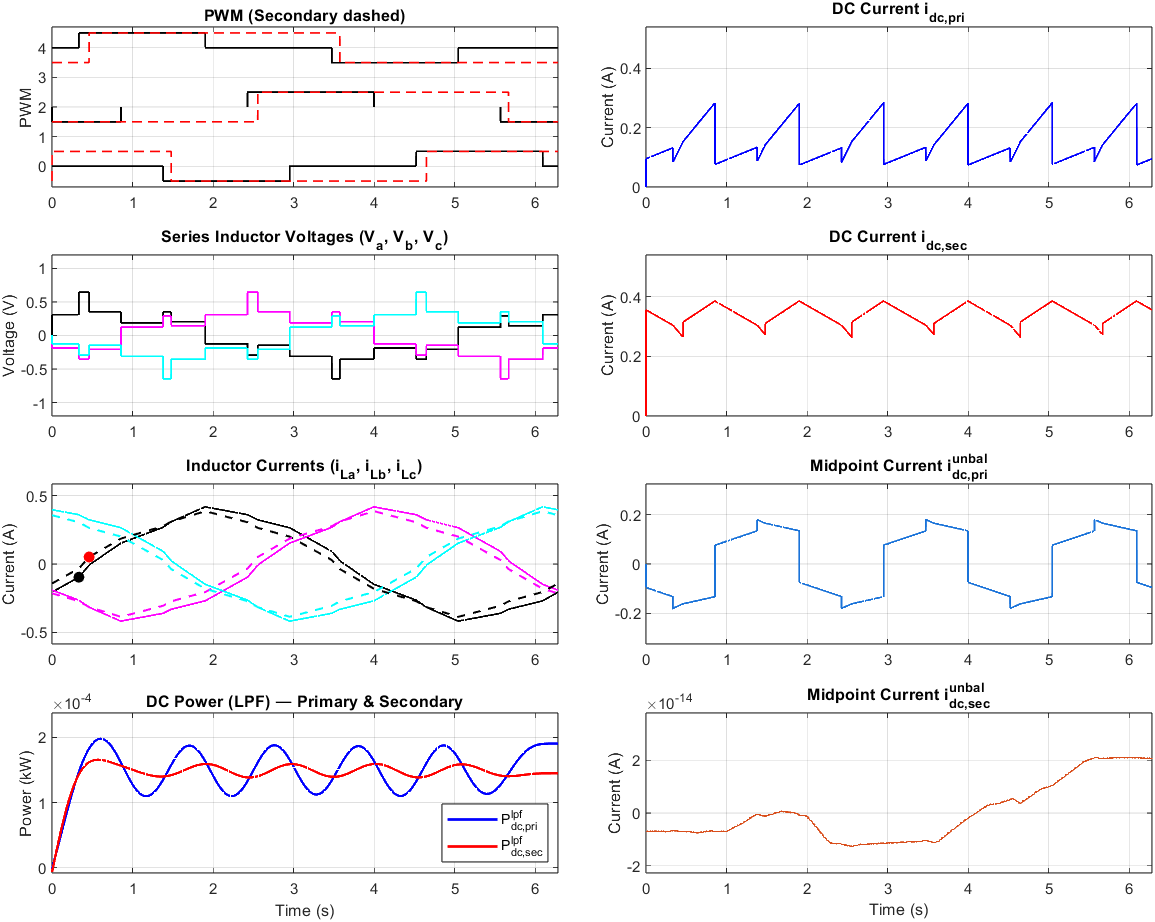 PWM (Secondary dashed)
PWM
4
3
2
1
0
0 1 2 3 4 5 6
DC Current i_dc,pri
Current (A)
0.4
0.2
0
0 1 2 3 4 5 6
Series Inductor Voltages (V_a, V_b, V_c)
Voltage (V)
1
0.5
0
-0.5
-1
0 1 2 3 4 5 6
DC Current i_dc,sec
Current (A)
0.4
0.2
0
0 1 2 3 4 5 6
Inductor Currents (i_La, i_Lb, i_Lc)
Current (A)
0.5
0
-0.5
0 1 2 3 4 5 6
Midpoint Current i_dc,pri^unbal
Current (A)
0.2
0
-0.2
0 1 2 3 4 5 6
DC Power (LPF) — Primary & Secondary
×10^-4
Power (kW)
2
1
0
P_dc,pri^lpf
P_dc,sec^lpf
0 1 2 3 4 5 6
Time (s)
Midpoint Current i_dc,sec^unbal
×10^-14
Current (A)
2
0
-2
0 1 2 3 4 5 6
Time (s)